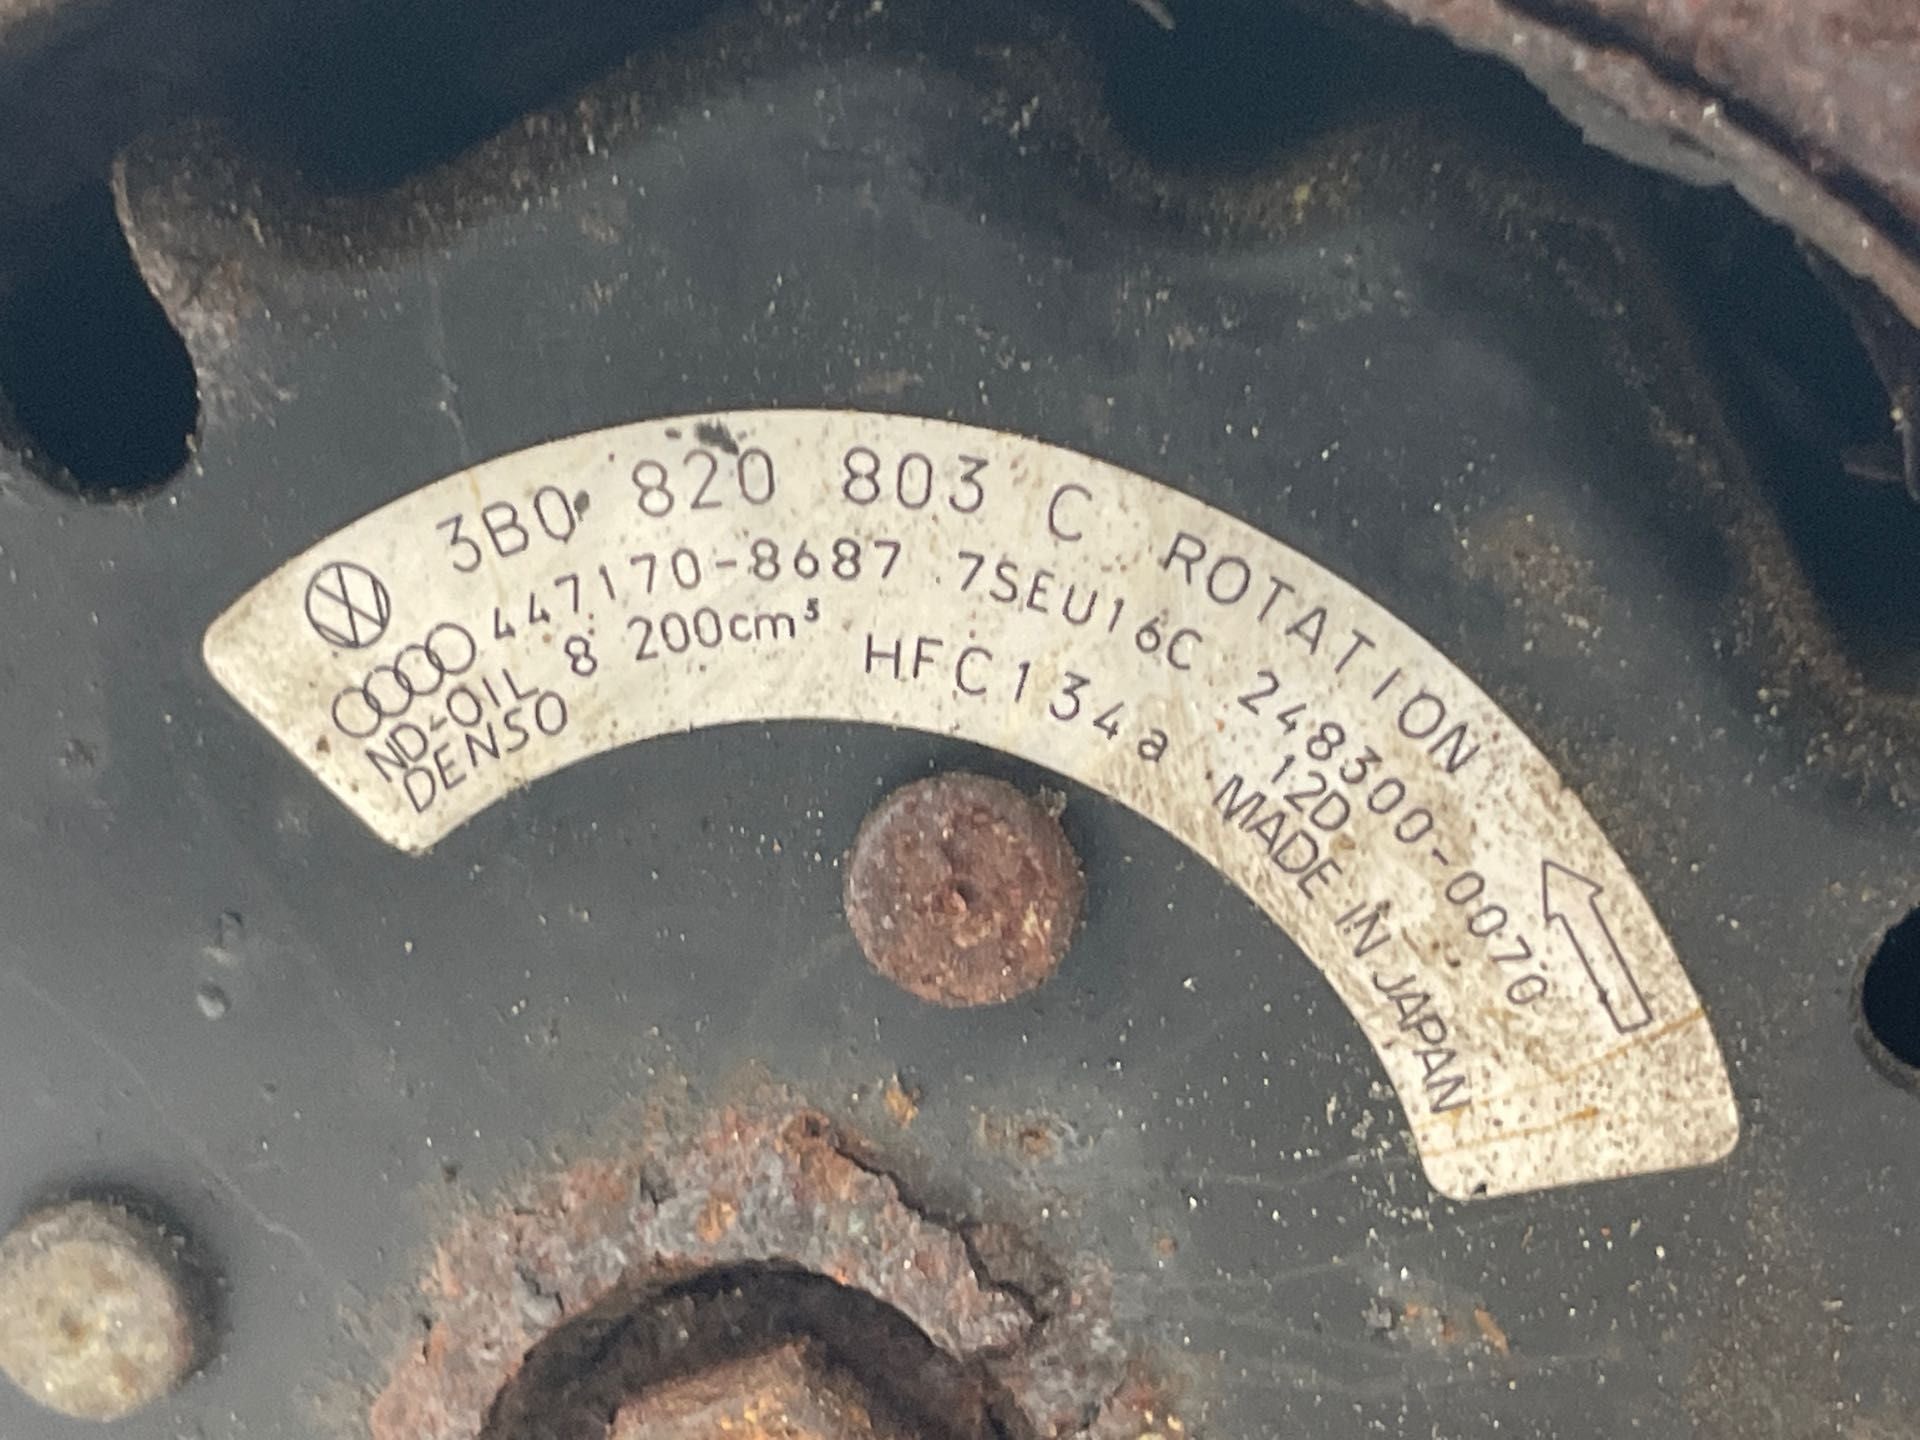 3B0 820 803 C ROTATION
447170-8687 7SEU16C 248300-0070
ND-OIL 8 200cm³ HFC134a 12D
DENSO MADE IN JAPAN